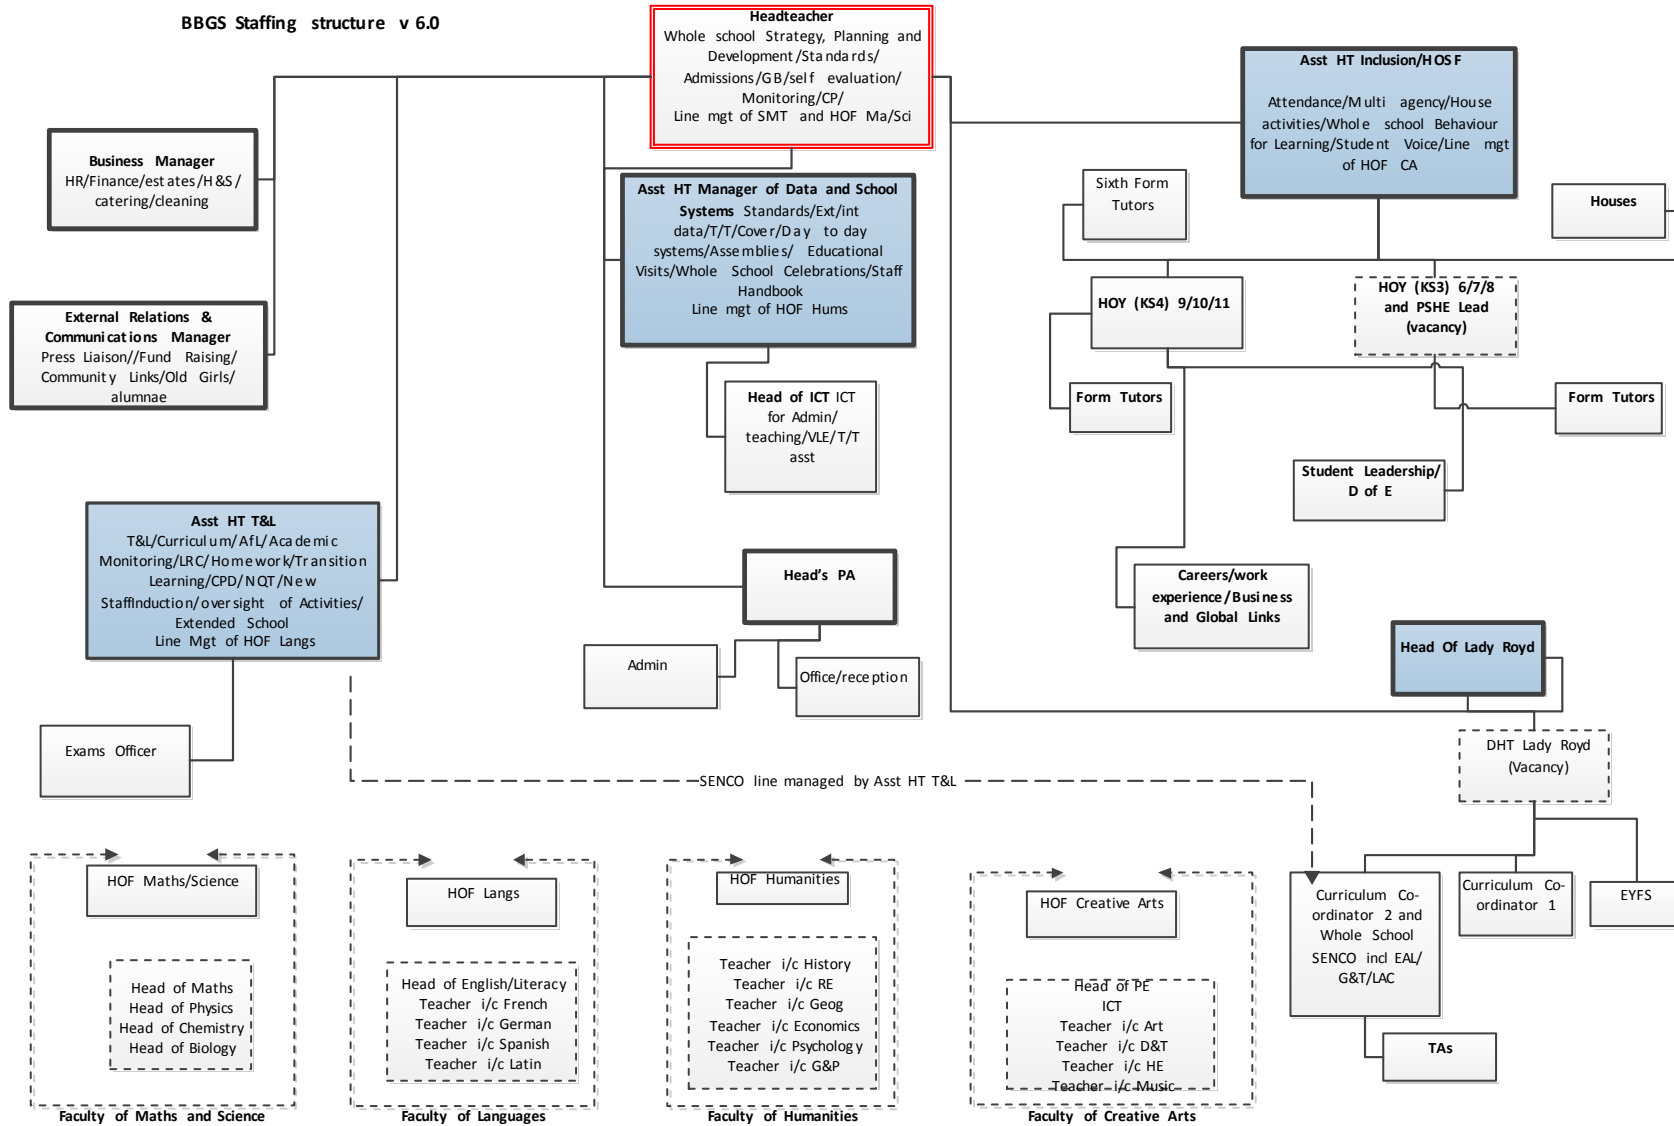 BBGS Staffing structure v 6.0
Headteacher
Whole school Strategy, Planning and
Development/Standards/
Admissions/GB/self evaluation/
Monitoring/CP/
Line mgt of SMT and HOF Ma/Sci
Asst HT Inclusion/HOSF
Attendance/Multi agency/House
activities/Whole school Behaviour
for Learning/Student Voice/Line mgt
of HOF CA
Business Manager
HR/Finance/estates/H&S/
catering/cleaning
Asst HT Manager of Data and School
Systems Standards/Ext/int
data/T/T/Cover/Day to day
systems/Assemblies/ Educational
Visits/Whole School Celebrations/Staff
Handbook
Line mgt of HOF Hums
Sixth Form
Tutors
Houses
External Relations &
Communications Manager
Press Liaison//Fund Raising/
Community Links/Old Girls/
alumnae
HOY (KS4) 9/10/11
HOY (KS3) 6/7/8
and PSHE Lead
(vacancy)
Head of ICT ICT
for Admin/
teaching/VLE/T/T
asst
Form Tutors
Form Tutors
Student Leadership/
D of E
Asst HT T&L
T&L/Curriculum/AfL/Academic
Monitoring/LRC/Homework/Transition
Learning/CPD/NQT/New
StaffInduction/oversight of Activities/
Extended School
Line Mgt of HOF Langs
Head's PA
Careers/work
experience/Business
and Global Links
Admin
Office/reception
Head Of Lady Royd
Exams Officer
SENCO line managed by Asst HT T&L
DHT Lady Royd
(Vacancy)
HOF Maths/Science
HOF Langs
HOF Humanities
HOF Creative Arts
Curriculum Co-
ordinator 2 and
Whole School
SENCO incl EAL/
G&T/LAC
Curriculum Co-
ordinator 1
EYFS
Head of Maths
Head of Physics
Head of Chemistry
Head of Biology
Head of English/Literacy
Teacher i/c French
Teacher i/c German
Teacher i/c Spanish
Teacher i/c Latin
Teacher i/c History
Teacher i/c RE
Teacher i/c Geog
Teacher i/c Economics
Teacher i/c Psychology
Teacher i/c G&P
Head of PE
ICT
Teacher i/c Art
Teacher i/c D&T
Teacher i/c HE
Teacher i/c Music
TAs
Faculty of Maths and Science
Faculty of Languages
Faculty of Humanities
Faculty of Creative Arts